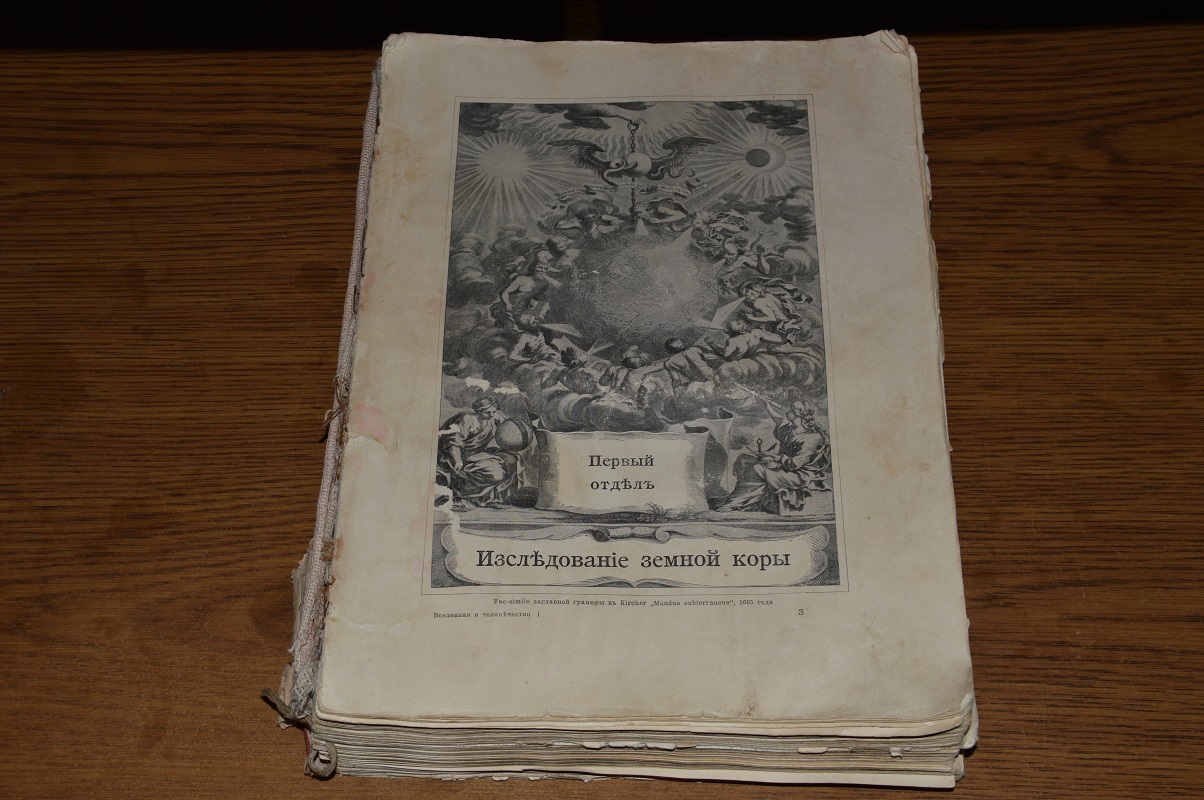 Первый
отдѣлъ
Изслѣдованіе земной коры
Fac-simile заглавной гравюры въ Kircher „Mundus subterraneus“, 1665 года
Вселенная и человѣчество I
3